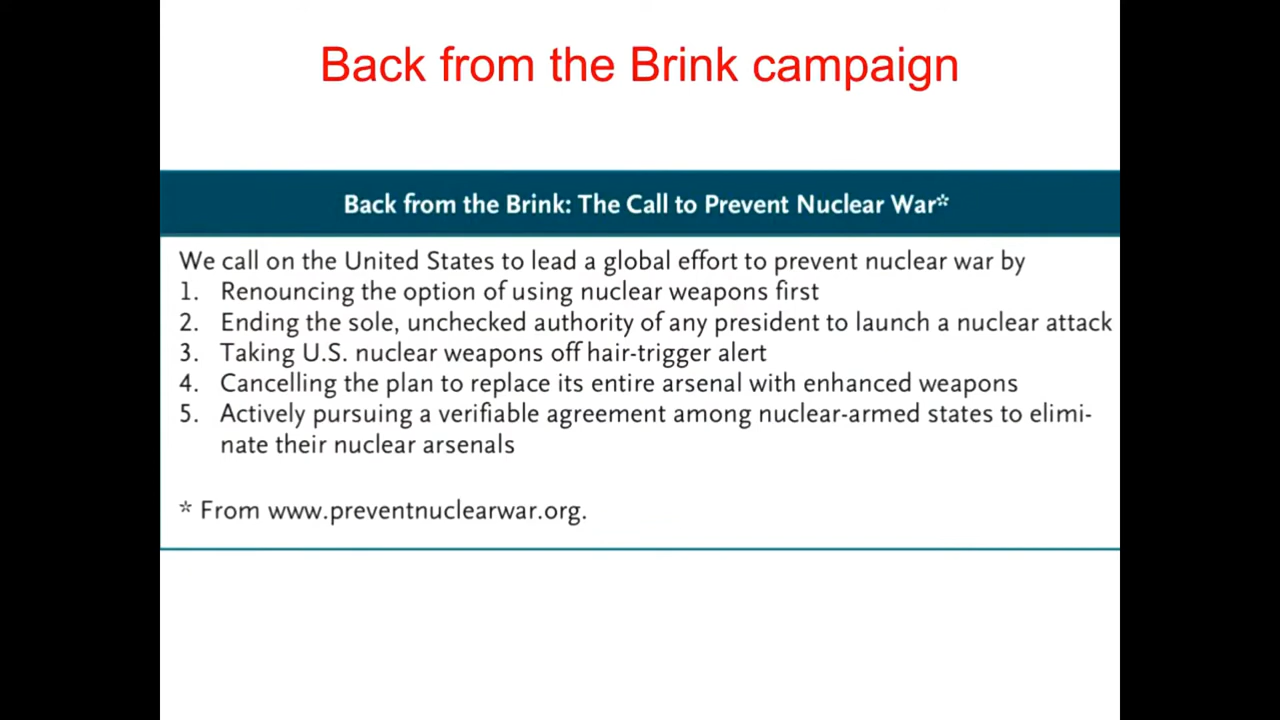 Back from the Brink campaign
Back from the Brink: The Call to Prevent Nuclear War*
We call on the United States to lead a global effort to prevent nuclear war by
1. Renouncing the option of using nuclear weapons first
2. Ending the sole, unchecked authority of any president to launch a nuclear attack
3. Taking U.S. nuclear weapons off hair-trigger alert
4. Cancelling the plan to replace its entire arsenal with enhanced weapons
5. Actively pursuing a verifiable agreement among nuclear-armed states to elimi-
nate their nuclear arsenals
* From www.preventnuclearwar.org.